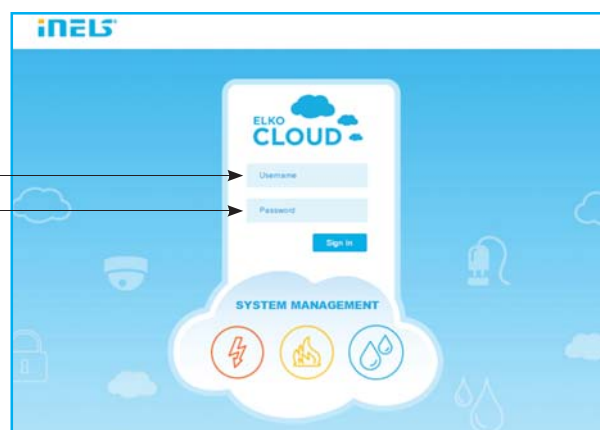 iNELS
ELKO
CLOUD
Username
Password
Sign in
SYSTEM MANAGEMENT